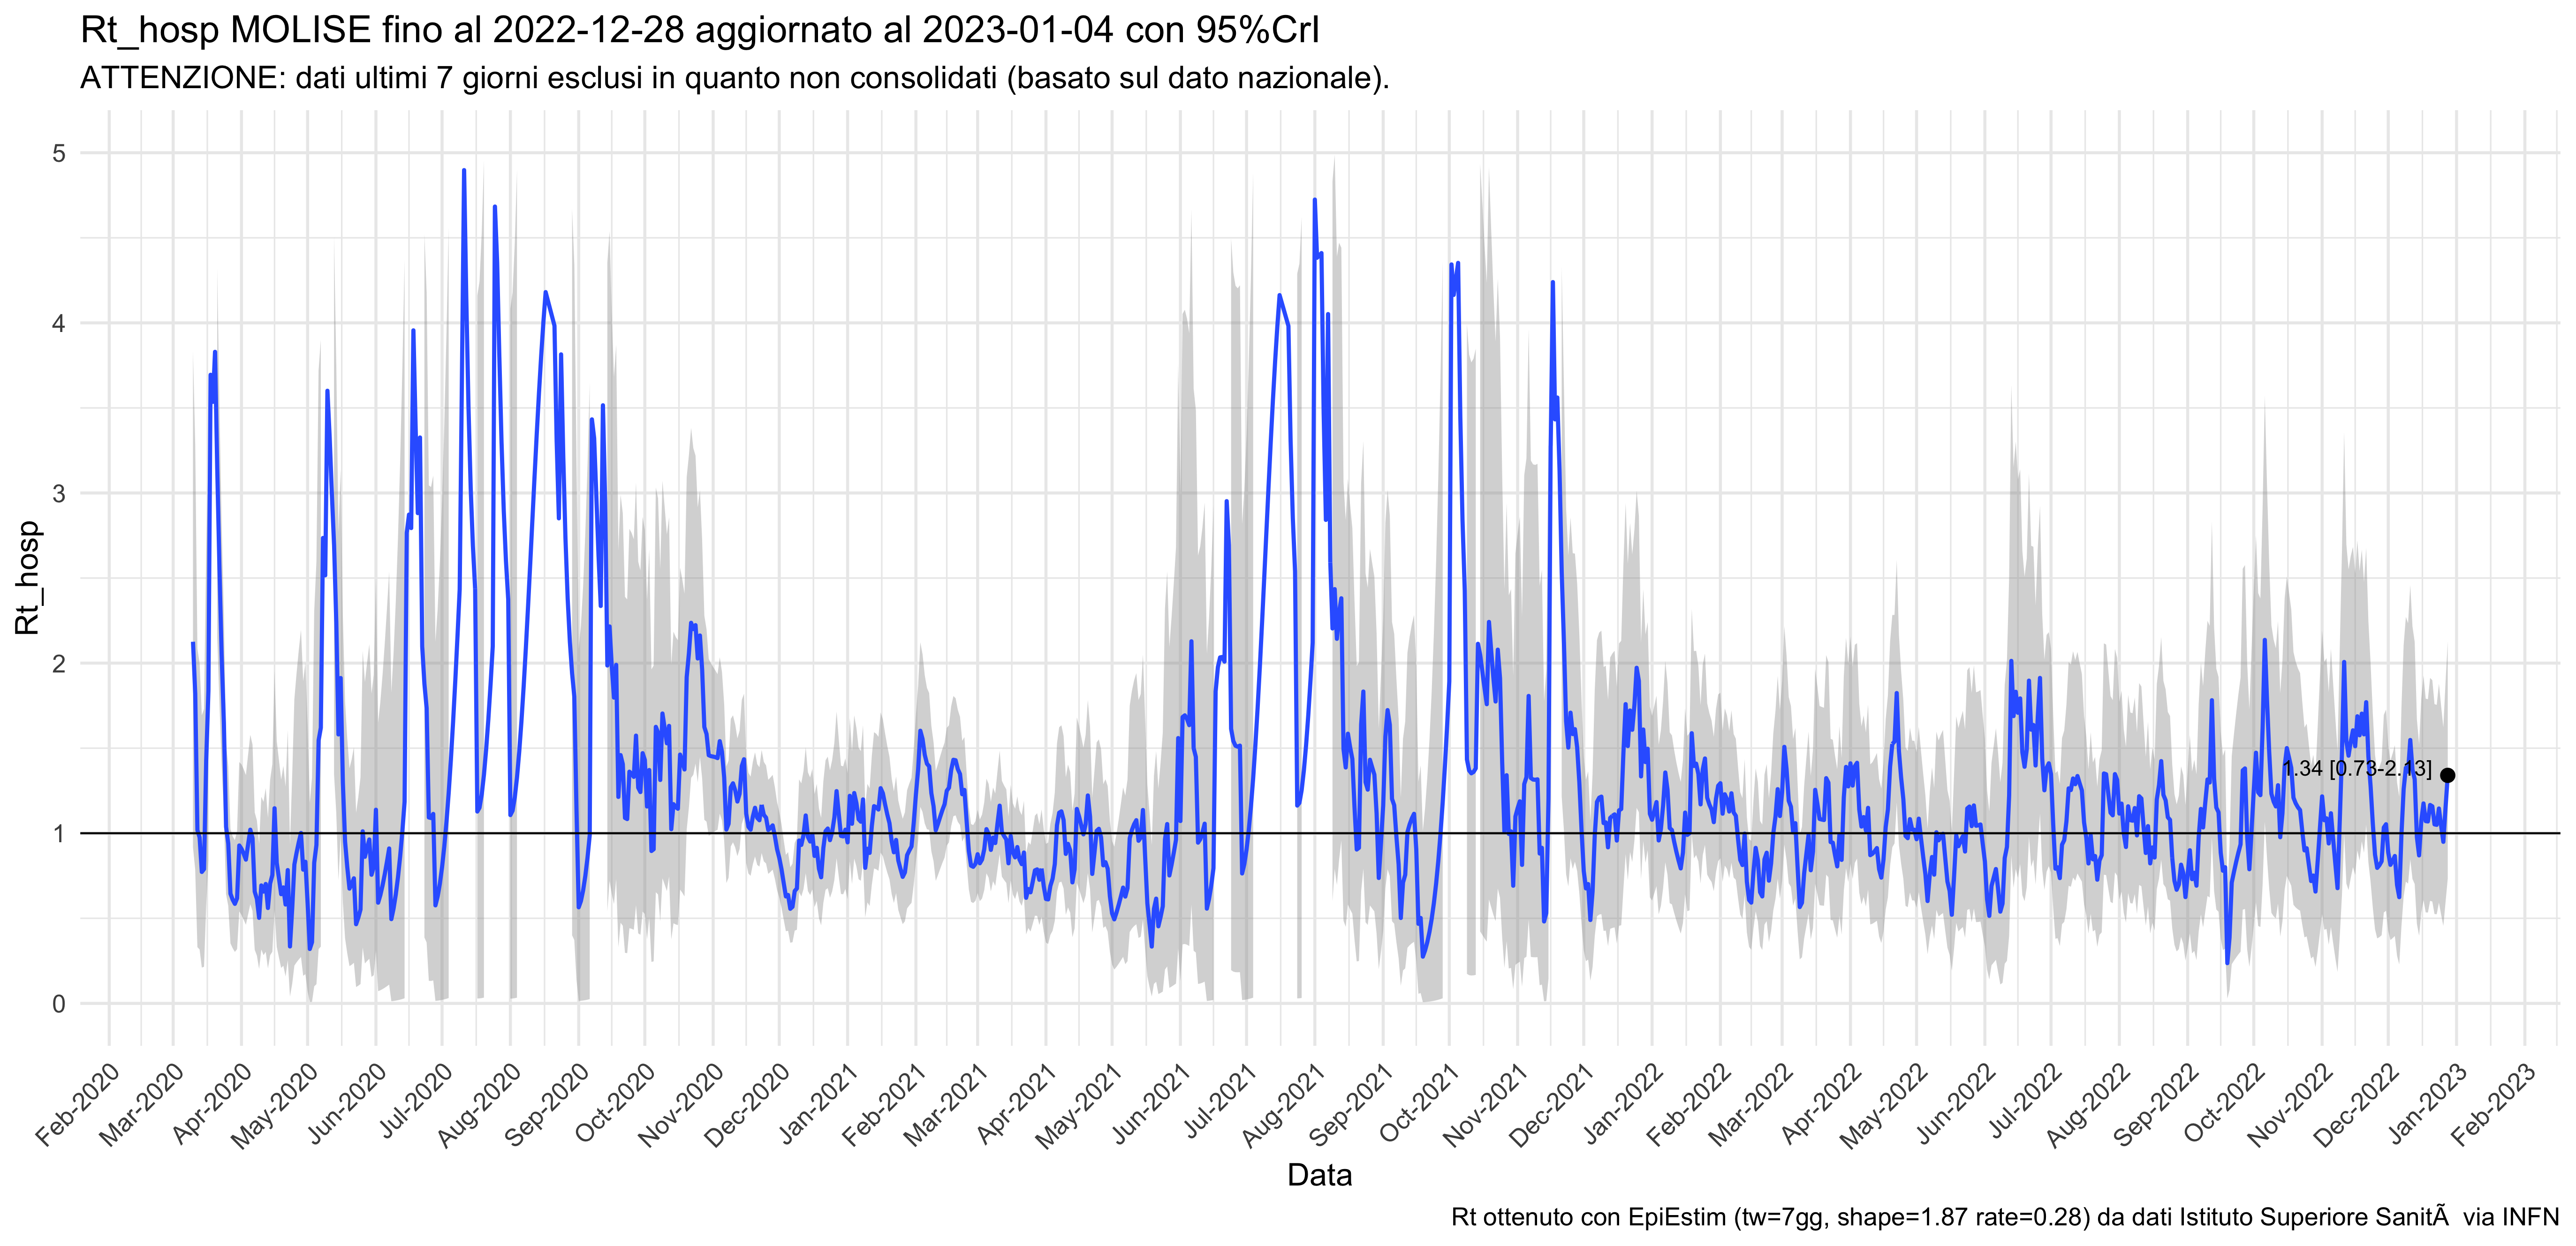 Rt_hosp MOLISE fino al 2022-12-28 aggiornato al 2023-01-04 con 95%CrI
ATTENZIONE: dati ultimi 7 giorni esclusi in quanto non consolidati (basato sul dato nazionale).
5
4
3
2
1
0
Rt_hosp
1.34 [0.73-2.13]
Feb-2020
Mar-2020
Apr-2020
May-2020
Jun-2020
Jul-2020
Aug-2020
Sep-2020
Oct-2020
Nov-2020
Dec-2020
Jan-2021
Feb-2021
Mar-2021
Apr-2021
May-2021
Jun-2021
Jul-2021
Aug-2021
Sep-2021
Oct-2021
Nov-2021
Dec-2021
Jan-2022
Feb-2022
Mar-2022
Apr-2022
May-2022
Jun-2022
Jul-2022
Aug-2022
Sep-2022
Oct-2022
Nov-2022
Dec-2022
Jan-2023
Feb-2023
Data
Rt ottenuto con EpiEstim (tw=7gg, shape=1.87 rate=0.28) da dati Istituto Superiore SanitÃ  via INFN